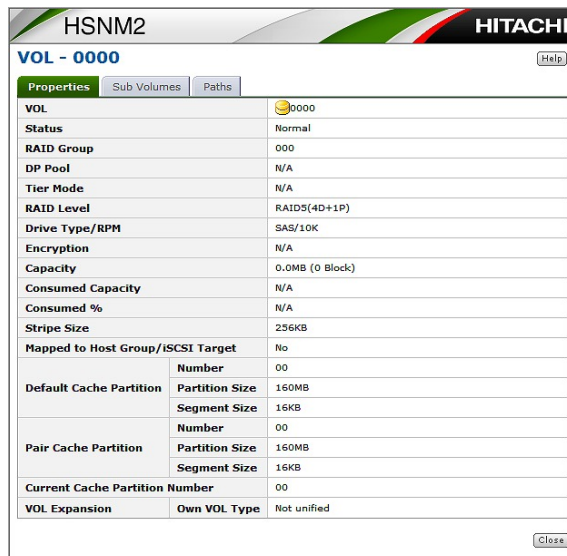 HSNM2 HITACHI
VOL - 0000 Help
Properties Sub Volumes Paths
VOL 0000
Status Normal
RAID Group 000
DP Pool N/A
Tier Mode N/A
RAID Level RAID5(4D+1P)
Drive Type/RPM SAS/10K
Encryption N/A
Capacity 0.0MB (0 Block)
Consumed Capacity N/A
Consumed % N/A
Stripe Size 256KB
Mapped to Host Group/iSCSI Target No
Number 00
Default Cache Partition Partition Size 160MB
Segment Size 16KB
Number 00
Pair Cache Partition Partition Size 160MB
Segment Size 16KB
Current Cache Partition Number 00
VOL Expansion Own VOL Type Not unified
Close